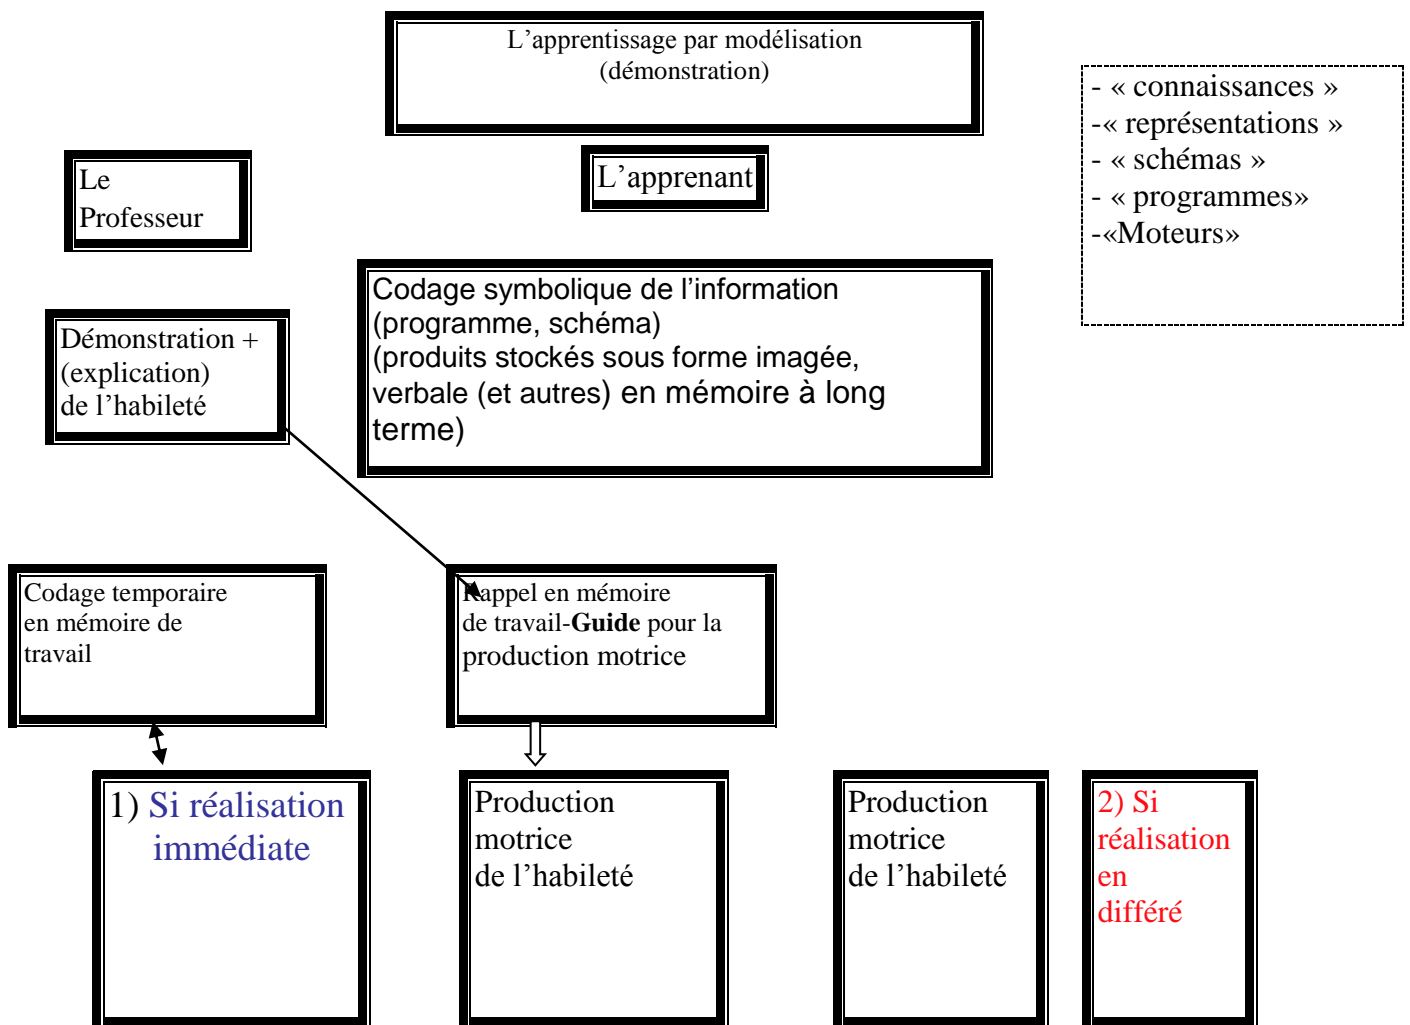 L’apprentissage par modélisation
(démonstration)
- « connaissances »
-« représentations »
- « schémas »
- « programmes»
-«Moteurs»
Le
Professeur
L’apprenant
Codage symbolique de l’information
(programme, schéma)
(produits stockés sous forme imagée,
verbale (et autres) en mémoire à long
terme)
Démonstration +
(explication)
de l’habileté
Codage temporaire
en mémoire de
travail
Rappel en mémoire
de travail-Guide pour la
production motrice
1) Si réalisation
immédiate
Production
motrice
de l’habileté
Production
motrice
de l’habileté
2) Si
réalisation
en
différé